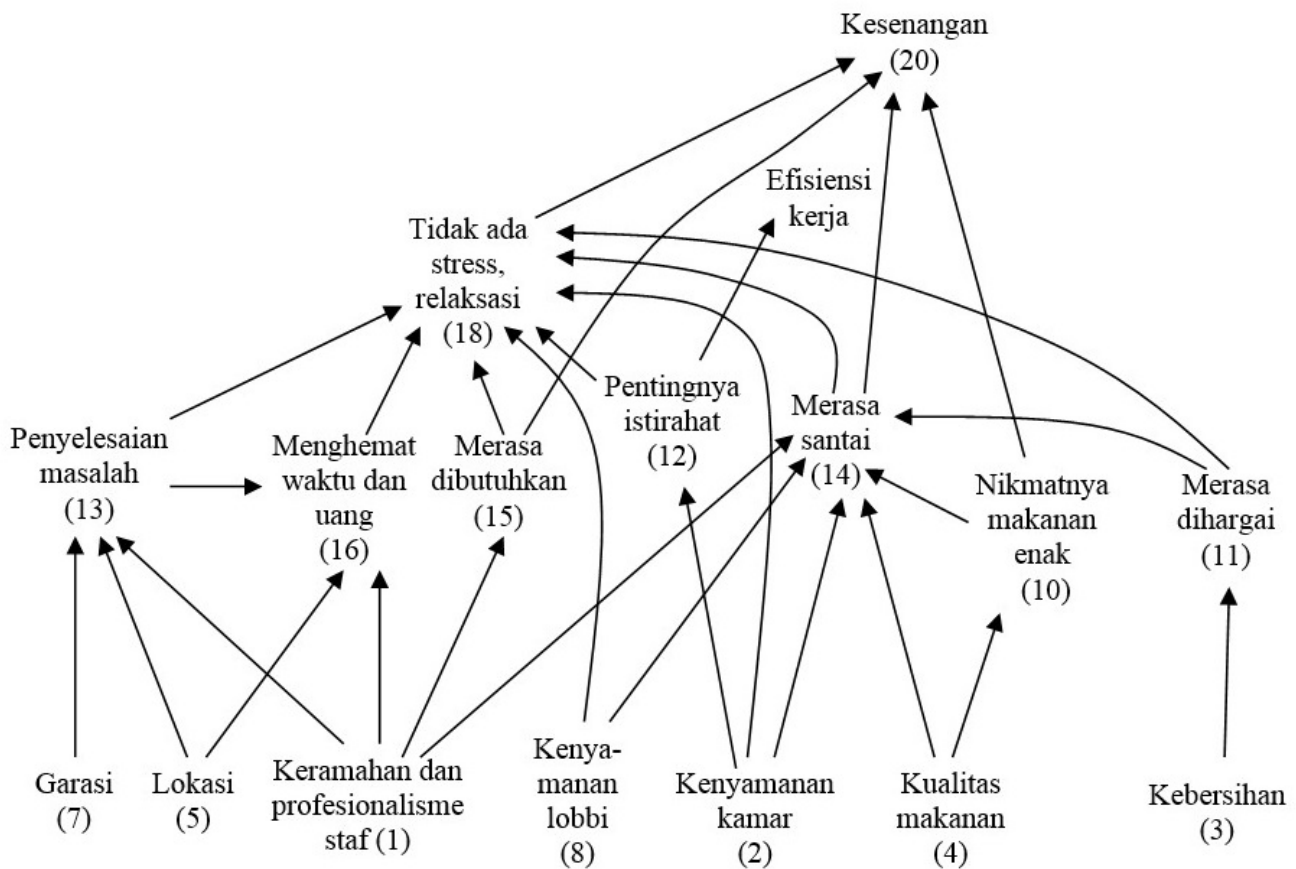 Kesenangan
(20)
Efisiensi
kerja
Tidak ada
stress,
relaksasi
(18)
Pentingnya
istirahat
(12)
Merasa
santai
(14)
Penyelesaian
masalah
(13)
Menghemat
waktu dan
uang
(16)
Merasa
dibutuhkan
(15)
Nikmatnya
makanan
enak
(10)
Merasa
dihargai
(11)
Garasi
(7)
Lokasi
(5)
Keramahan dan
profesionalisme
staf (1)
Kenya-
manan
lobbi
(8)
Kenyamanan
kamar
(2)
Kualitas
makanan
(4)
Kebersihan
(3)